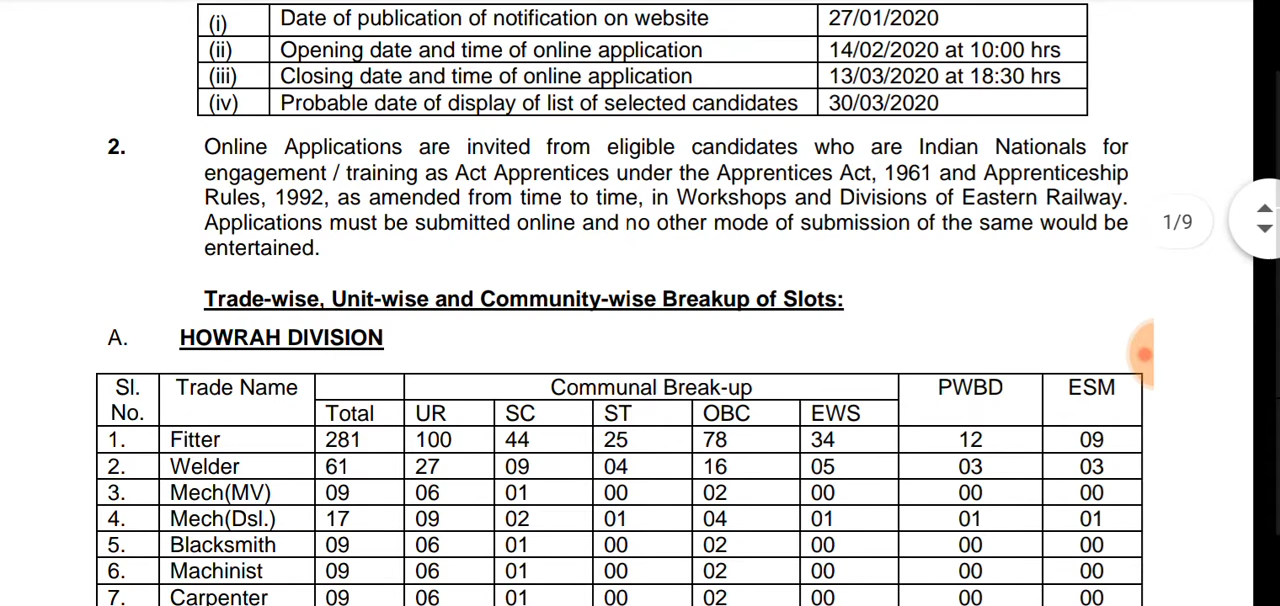 (i) Date of publication of notification on website 27/01/2020
(ii) Opening date and time of online application 14/02/2020 at 10:00 hrs
(iii) Closing date and time of online application 13/03/2020 at 18:30 hrs
(iv) Probable date of display of list of selected candidates 30/03/2020
2. Online Applications are invited from eligible candidates who are Indian Nationals for
engagement / training as Act Apprentices under the Apprentices Act, 1961 and Apprenticeship
Rules, 1992, as amended from time to time, in Workshops and Divisions of Eastern Railway.
Applications must be submitted online and no other mode of submission of the same would be
entertained.
1/9
Trade-wise, Unit-wise and Community-wise Breakup of Slots:
A. HOWRAH DIVISION
Sl. Trade Name Communal Break-up PWBD ESM
No. Total UR SC ST OBC EWS
1. Fitter 281 100 44 25 78 34 12 09
2. Welder 61 27 09 04 16 05 03 03
3. Mech(MV) 09 06 01 00 02 00 00 00
4. Mech(Dsl.) 17 09 02 01 04 01 01 01
5. Blacksmith 09 06 01 00 02 00 00 00
6. Machinist 09 06 01 00 02 00 00 00
7. Carpenter 09 06 01 00 02 00 00 00